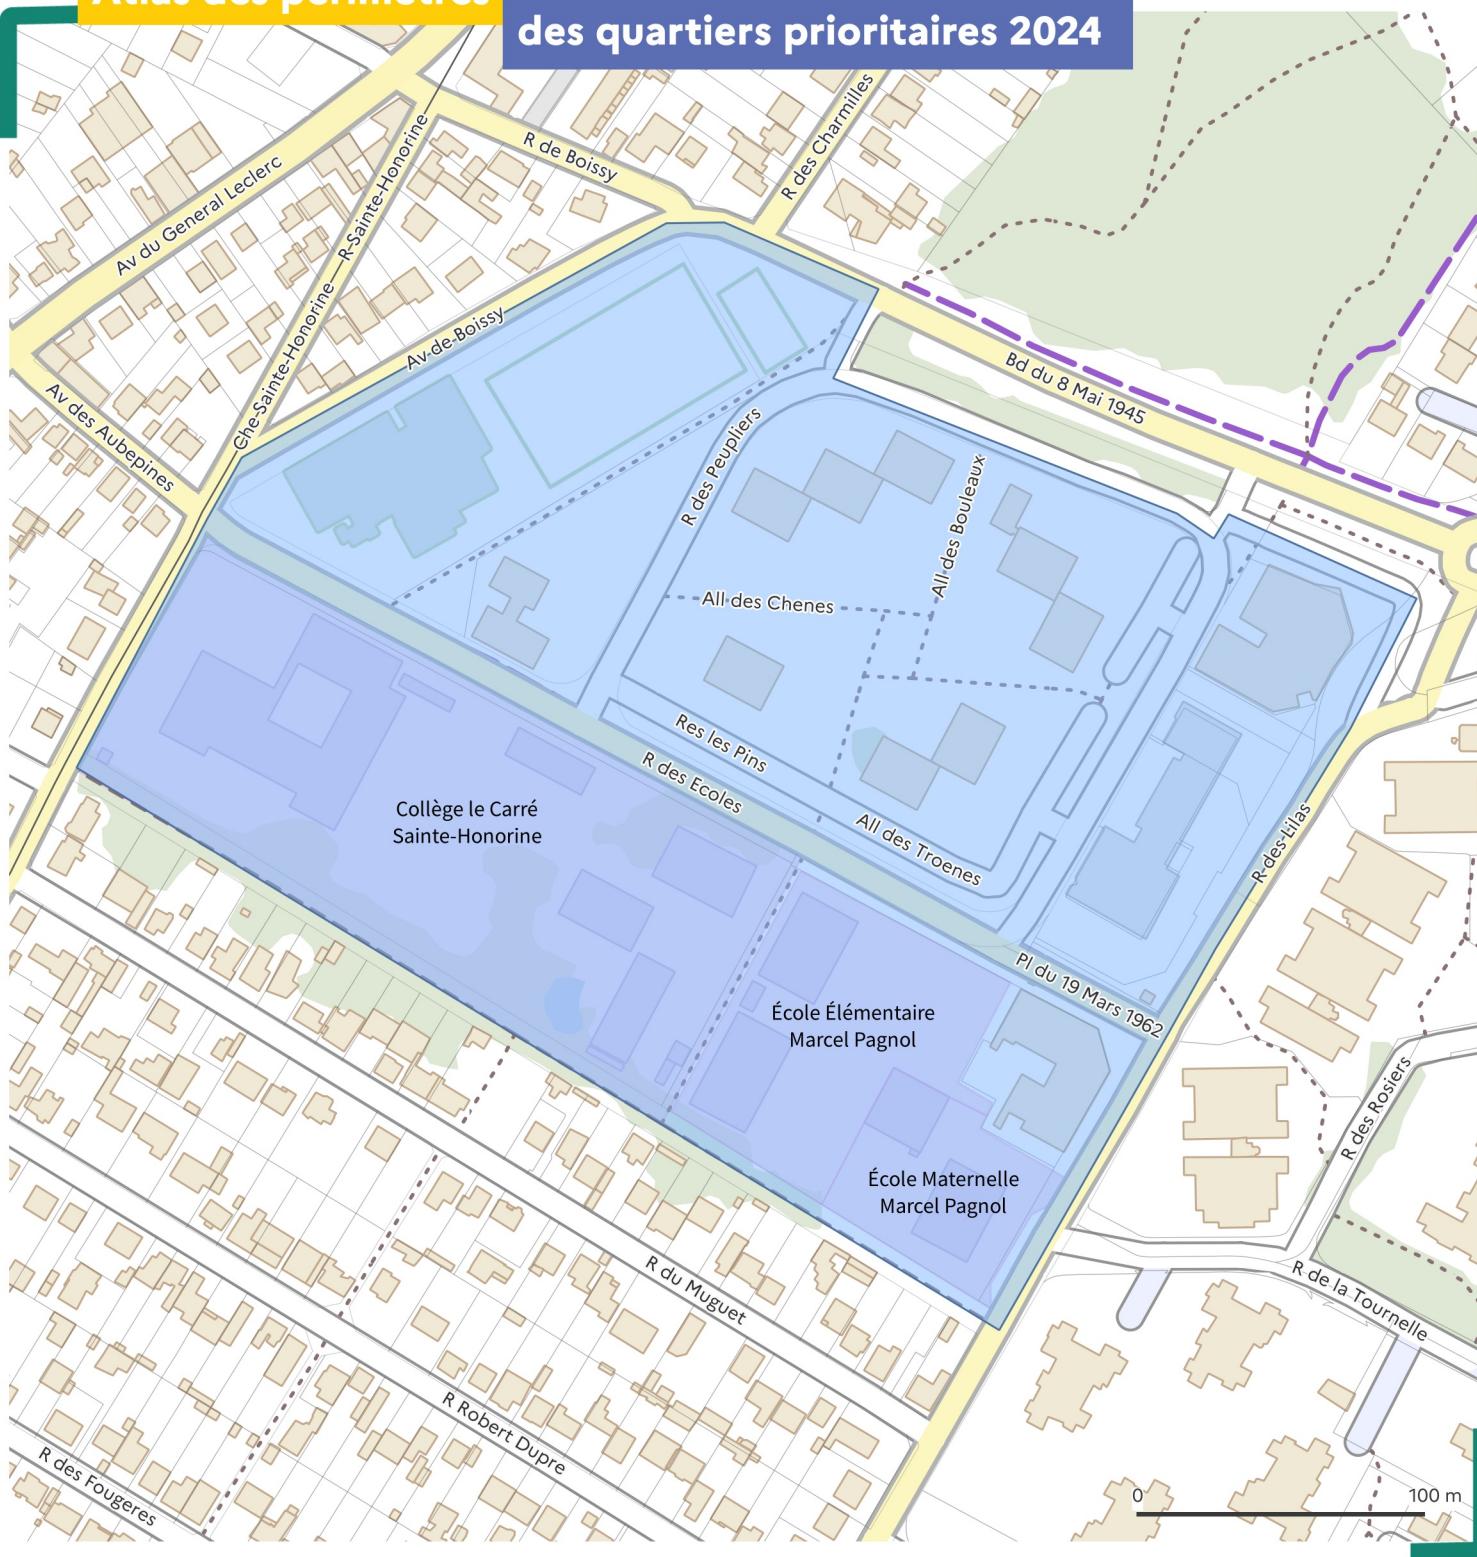 Atlas des périmètres
des quartiers prioritaires 2024
R des Charmilles
R de Boissy
Av du General Leclerc
R-Sainte-Honorine
Che-Sainte-Honorine
Av-de-Boissy
Av des Aubepines
Bd du 8 Mai 1945
R des Peupliers
All des Bouleaux
All des Chenes
Res les Pins
R des Ecoles
All des Troenes
Collège le Carré
Sainte-Honorine
R-des-Lilas
Pl du 19 Mars 1962
École Élémentaire
Marcel Pagnol
École Maternelle
Marcel Pagnol
R des Rosiers
R de la Tournelle
R du Muguet
R Robert Dupre
R des Fougeres
0 100 m